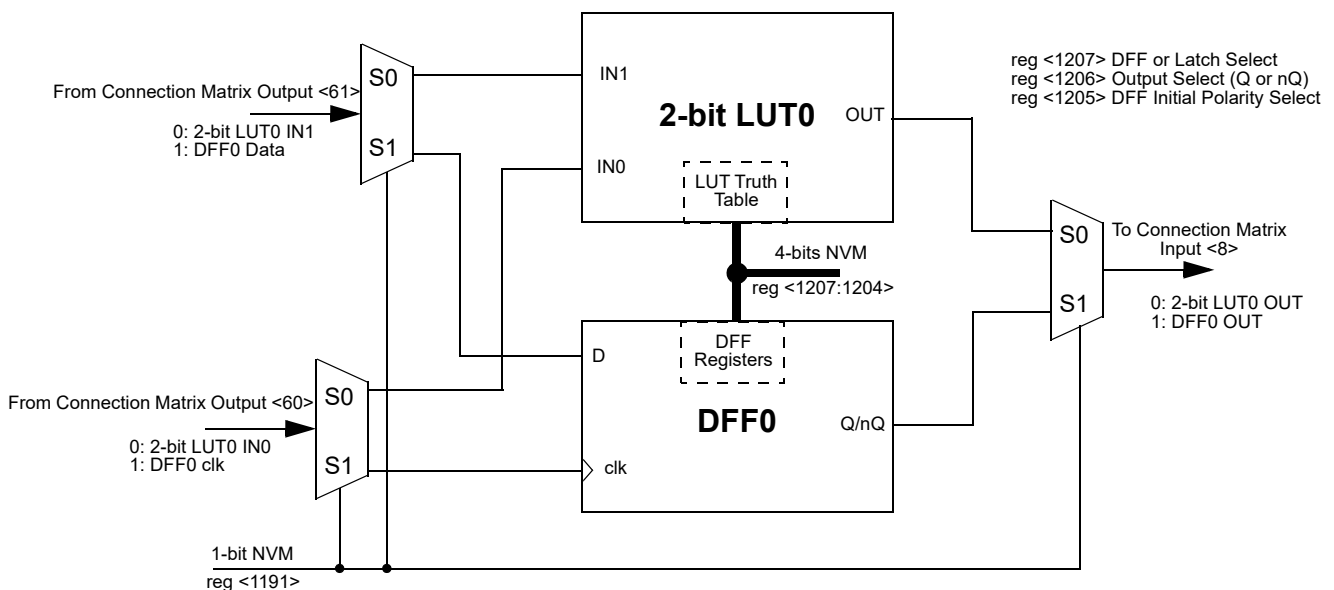 From Connection Matrix Output <61>
0: 2-bit LUT0 IN1
1: DFF0 Data
S0
S1
IN1
IN0
2-bit LUT0
OUT
LUT Truth
Table
reg <1207> DFF or Latch Select
reg <1206> Output Select (Q or nQ)
reg <1205> DFF Initial Polarity Select
4-bits NVM
reg <1207:1204>
S0
S1
To Connection Matrix
Input <8>
0: 2-bit LUT0 OUT
1: DFF0 OUT
From Connection Matrix Output <60>
0: 2-bit LUT0 IN0
1: DFF0 clk
S0
S1
D
clk
DFF
Registers
DFF0
Q/nQ
1-bit NVM
reg <1191>